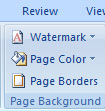 Review View
Watermark
Page Color
Page Borders
Page Background